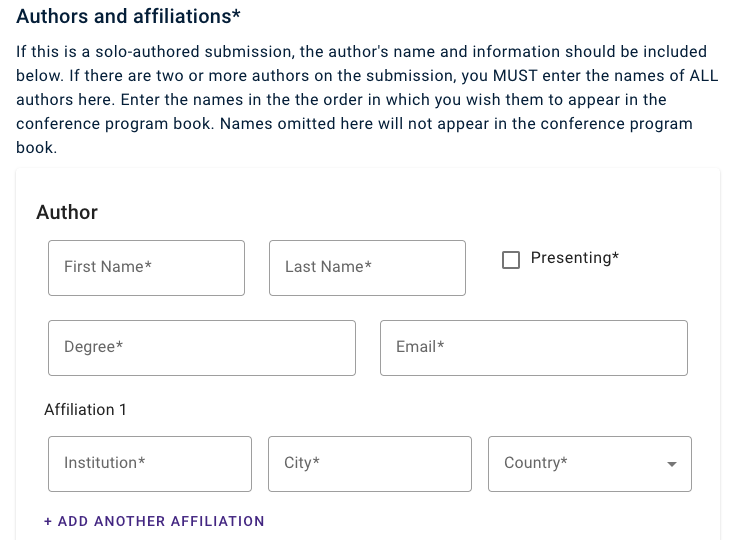 Authors and affiliations*
If this is a solo-authored submission, the author's name and information should be included
below. If there are two or more authors on the submission, you MUST enter the names of ALL
authors here. Enter the names in the the order in which you wish them to appear in the
conference program book. Names omitted here will not appear in the conference program
book.
Author
First Name*
Last Name*
Presenting*
Degree*
Email*
Affiliation 1
Institution*
City*
Country*
+ ADD ANOTHER AFFILIATION